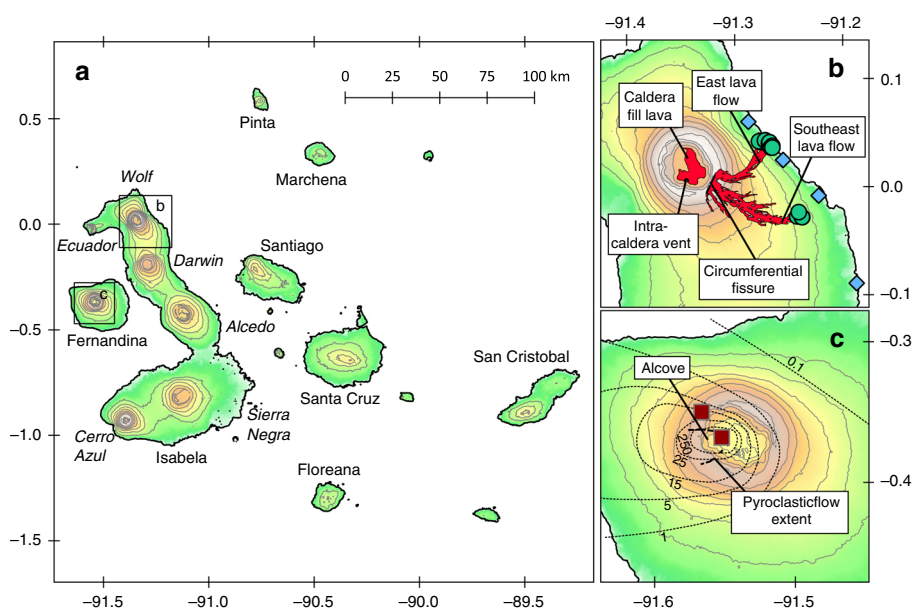 a
0 25 50 75 100 km
0.5
0.0
−0.5
−1.0
−1.5
−91.5 −91.0 −90.5 −90.0 −89.5
Pinta
Marchena
Wolf
b
Ecuador
Darwin
Santiago
c
Fernandina
Alcedo
San Cristobal
Santa Cruz
Sierra
Negra
Cerro
Azul
Isabela
Floreana
−91.4 −91.3 −91.2
b
0.1
0.0
−0.1
East lava
flow
Caldera
fill lava
Southeast
lava flow
Intra-
caldera vent
Circumferential
fissure
c
−0.3
−0.4
0.1
Alcove
25
15
5
1
Pyroclasticflow
extent
−91.6 −91.5